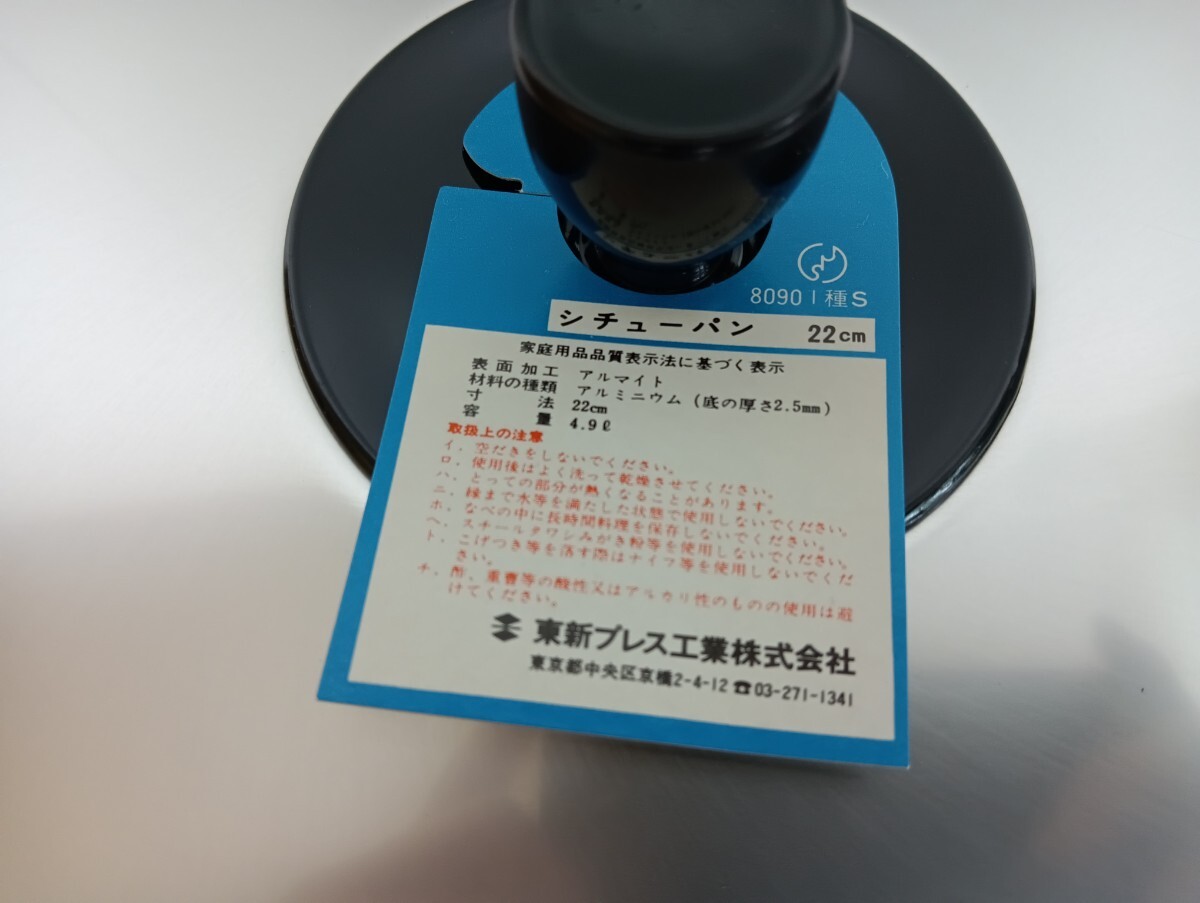 8090 I 種S
シチューパン 22cm
家庭用品品質表示法に基づく表示
表面加工 アルマイト
材料の種類 アルミニウム (底の厚さ2.5mm)
寸法 22cm
容量 4.9ℓ
取扱上の注意
イ. 空だきをしないでください。
ロ. 使用後はよく洗って乾燥させてください。
ハ. とっての部分が熱くなることがあります。
ニ. 縁まで水等を満たした状態で使用しないでください。
ホ. なべの中に長時間料理を保存しないでください。
ヘ. スチールタワシみがき粉等を使用しないでください。
ト. こげつき等を落す際はナイフ等を使用しないでくだ
さい。
チ. 酢、重曹等の酸性又はアルカリ性のものの使用は避
けてください。
東新プレス工業株式会社
東京都中央区京橋2-4-12 ☎03-271-1341